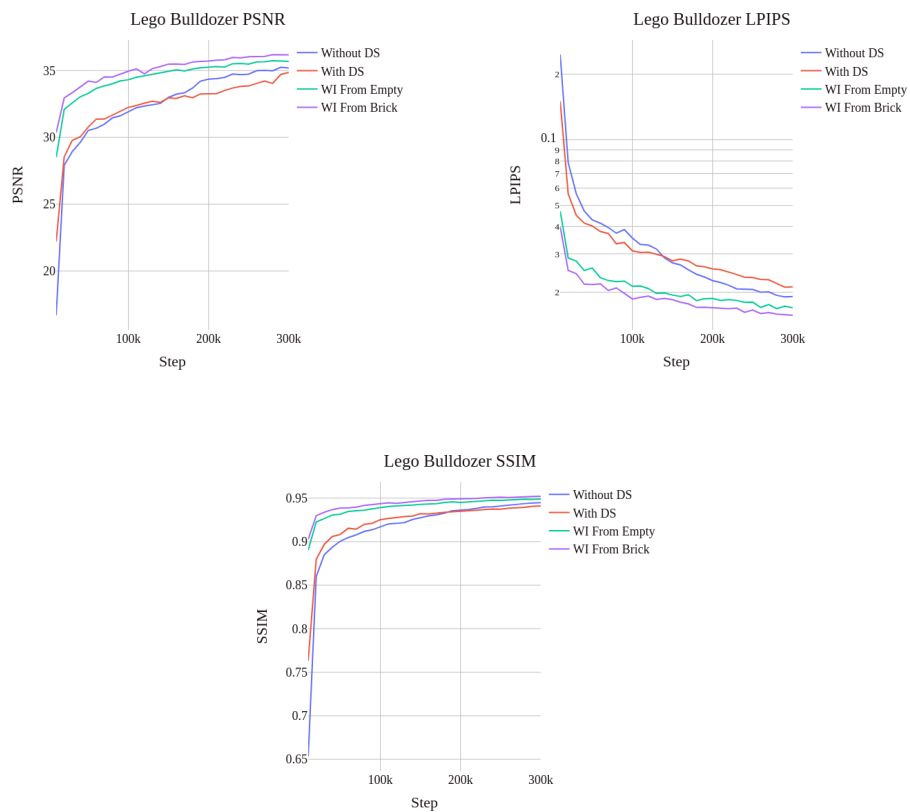 Lego Bulldozer PSNR
Without DS
With DS
WI From Empty
WI From Brick
35
30
25
20
PSNR
100k
200k
300k
Step
Lego Bulldozer LPIPS
Without DS
With DS
WI From Empty
WI From Brick
2
0.1
9
8
7
6
5
4
3
2
LPIPS
100k
200k
300k
Step
Lego Bulldozer SSIM
Without DS
With DS
WI From Empty
WI From Brick
0.95
0.9
0.85
0.8
0.75
0.7
0.65
SSIM
100k
200k
300k
Step